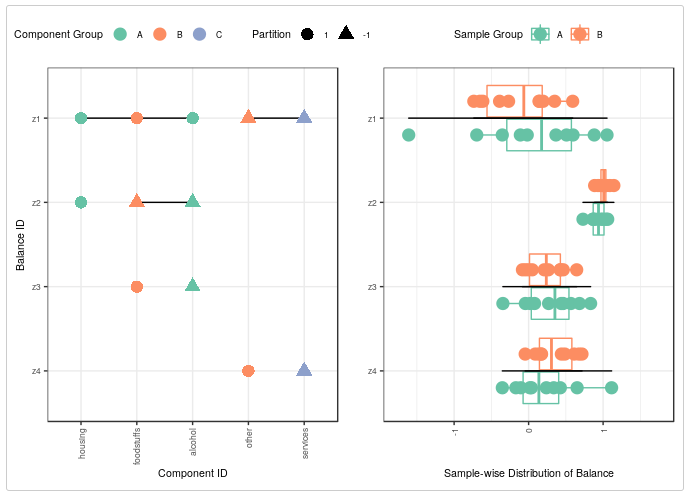 Component Group A B C Partition 1 -1 Sample Group A B
z1 z1
z2 z2
z3 z3
z4 z4
Balance ID
housing foodstuffs alcohol other services -1 0 1
Component ID Sample-wise Distribution of Balance